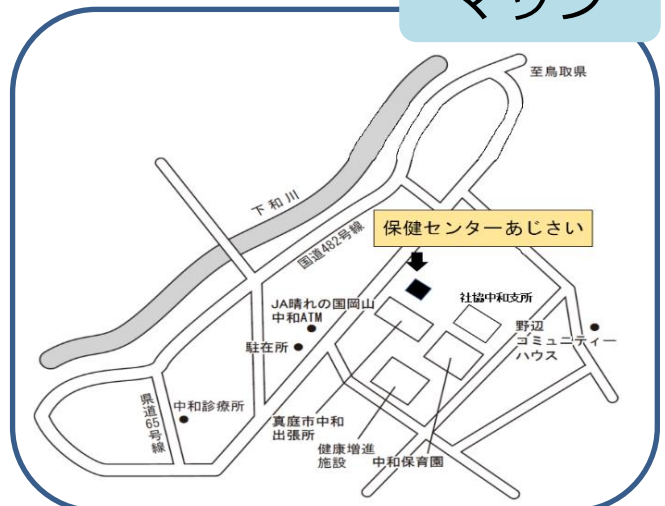 マップ
至鳥取県
下和川
国道482号線
保健センターあじさい
JA晴れの国岡山
中和ATM
社協中和支所
駐在所
野辺
コミュニティー
ハウス
県道
65号線
中和診療所
真庭市中和
出張所
健康増進
施設
中和保育園